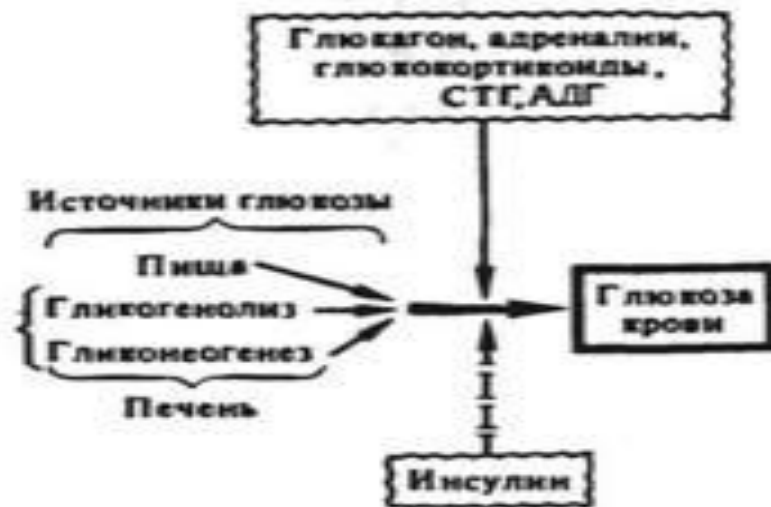 Глюкагон, адреналин,
глюкокортикоиды,
СТГ, АДГ
Источники глюкозы
Пища
Гликогенолиз
Гликонеогенез
Печень
Глюкоза
крови
Инсулин